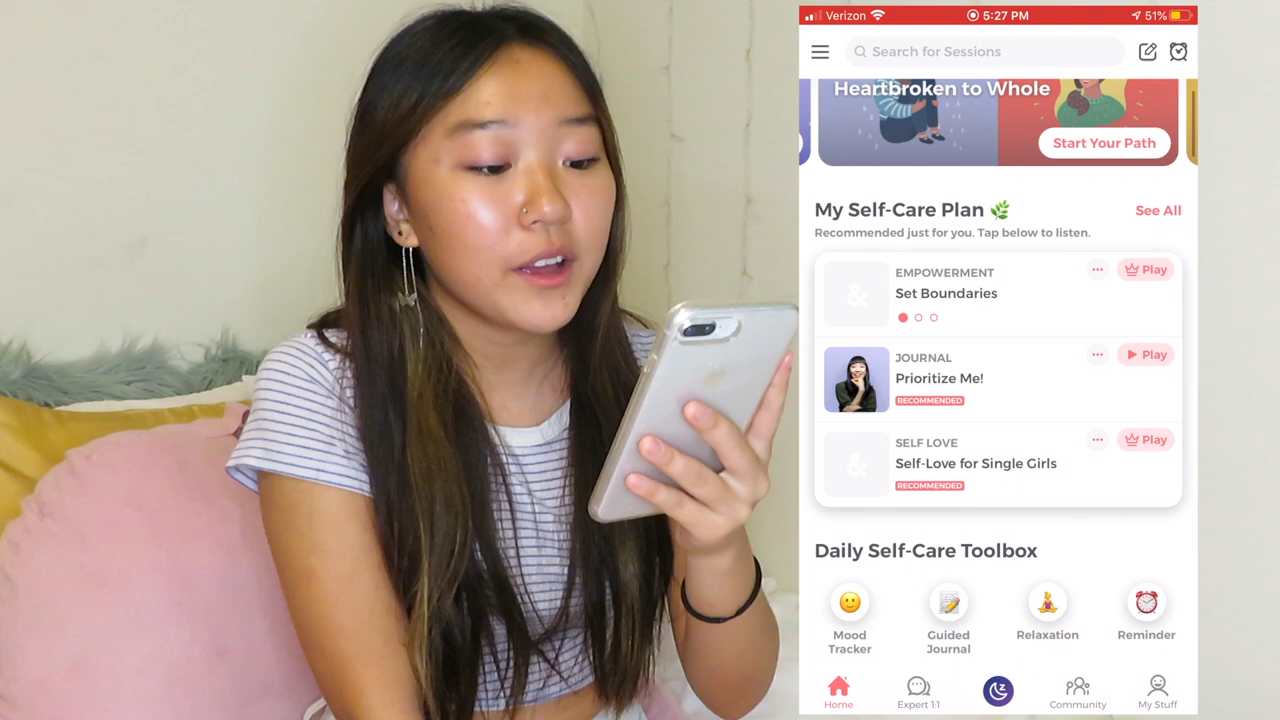 Verizon 5:27 PM 51%
Search for Sessions
Heartbroken to Whole
Start Your Path
My Self-Care Plan
See All
Recommended just for you. Tap below to listen.
&
EMPOWERMENT
Set Boundaries
Play
JOURNAL
Prioritize Me!
RECOMMENDED
Play
&
SELF LOVE
Self-Love for Single Girls
RECOMMENDED
Play
Daily Self-Care Toolbox
Mood
Tracker
Guided
Journal
Relaxation
Reminder
Home
Expert 1:1
Community
My Stuff